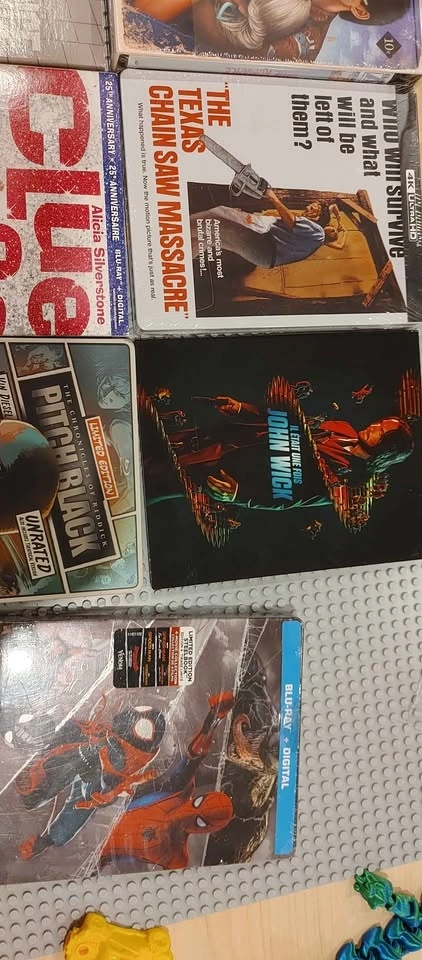 10
WHO WILL SURVIVE
and what
will be
left of
them?
"THE
TEXAS
CHAIN SAW MASSACRE"
What happened is true. Now the motion picture that's just as real.
America's most
bizarre and
brutal crimes!...
4K ULTRA HD
25TH ANNIVERSARY • 25E ANNIVERSAIRE BLU-RAY + DIGITAL
Alicia Silverstone
Clue
IL ÉTAIT UNE FOIS
JOHN WICK
LIMITED EDITION
THE CHRONICLES OF RIDDICK
PITCH BLACK
VIN DIESEL
UNRATED
BLU-RAY + DIGITAL
LIMITED EDITION
STEELBOOK
VENOM